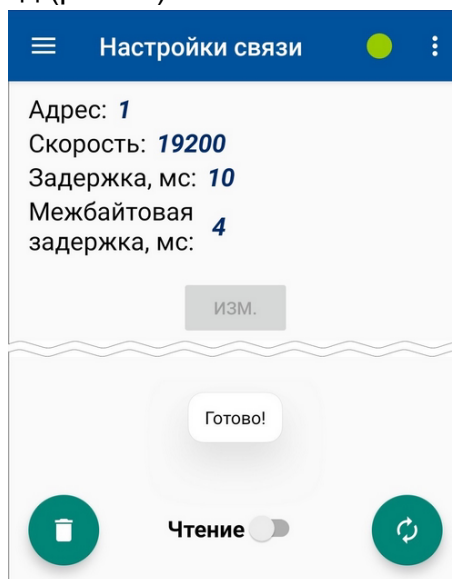 Настройки связи
Адрес: 1
Скорость: 19200
Задержка, мс: 10
Межбайтовая
задержка, мс: 4
изм.
Готово!
Чтение